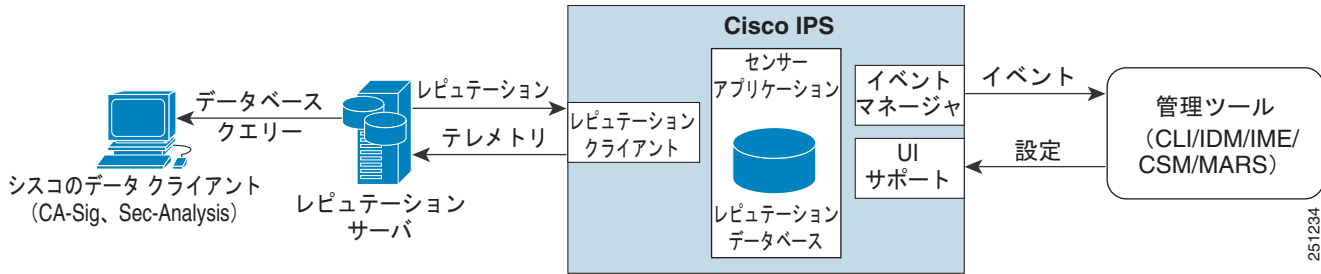 Cisco IPS
データベース
クエリー
シスコのデータ クライアント
（CA-Sig、Sec-Analysis）
レピュテーション
サーバ
レピュテーション
テレメトリ
レピュテーション
クライアント
センサー
アプリケーション
レピュテーション
データベース
イベント
マネージャ
UI
サポート
イベント
設定
管理ツール
（CLI/IDM/IME/
CSM/MARS）
251234